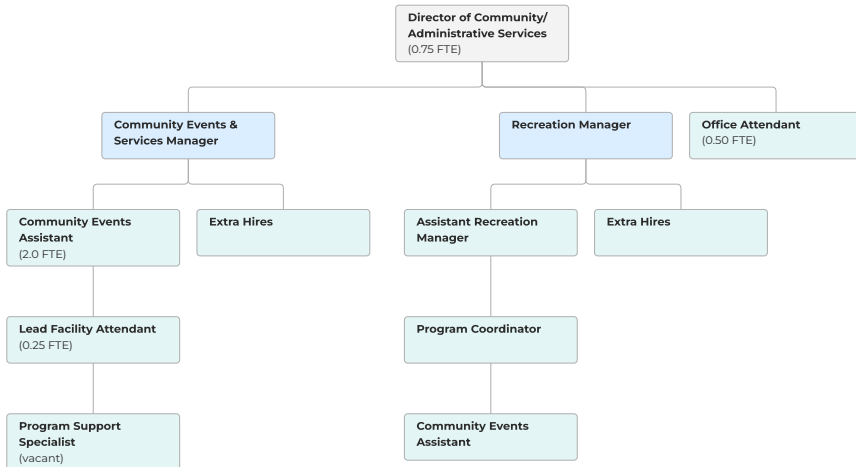 Director of Community/
Administrative Services
(0.75 FTE)
Community Events &
Services Manager
Recreation Manager
Office Attendant
(0.50 FTE)
Community Events
Assistant
(2.0 FTE)
Extra Hires
Assistant Recreation
Manager
Extra Hires
Lead Facility Attendant
(0.25 FTE)
Program Coordinator
Program Support
Specialist
(vacant)
Community Events
Assistant